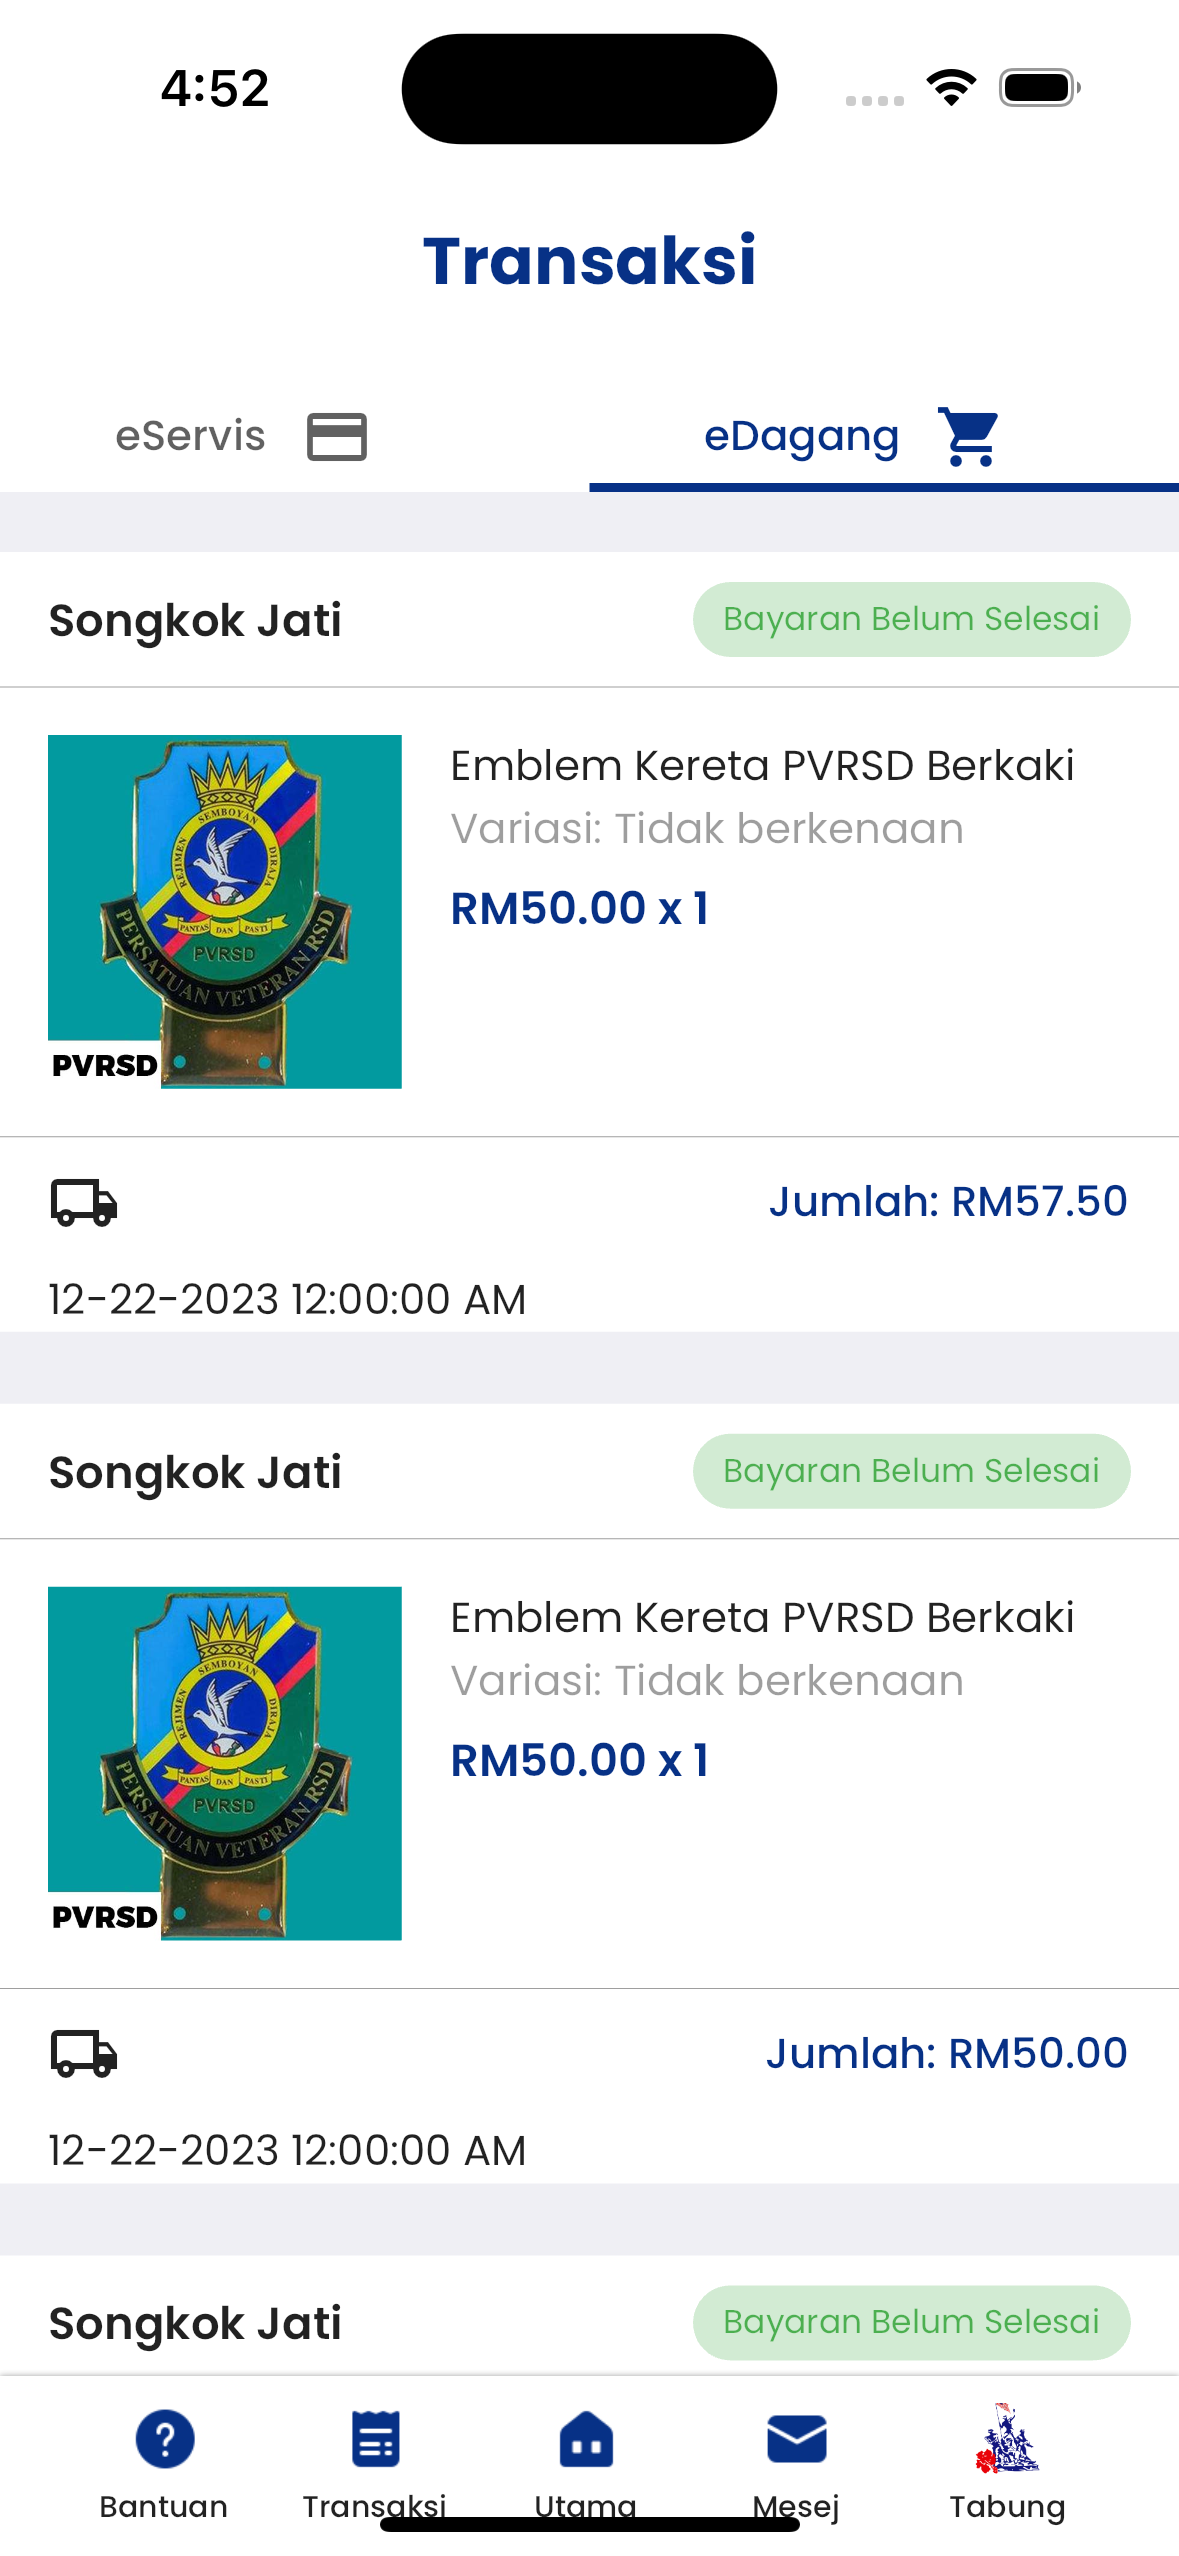 4:52
Transaksi
eServis
eDagang
Songkok Jati
Bayaran Belum Selesai
SEMBOYAN
REJIMEN
DIRAJA
PANTAS DAN PASTI
PVRSD
PERSATUAN VETERAN RSD
PVRSD
Emblem Kereta PVRSD Berkaki
Variasi: Tidak berkenaan
RM50.00 x 1
Jumlah: RM57.50
12-22-2023 12:00:00 AM
Songkok Jati
Bayaran Belum Selesai
SEMBOYAN
REJIMEN
DIRAJA
PANTAS DAN PASTI
PVRSD
PERSATUAN VETERAN RSD
PVRSD
Emblem Kereta PVRSD Berkaki
Variasi: Tidak berkenaan
RM50.00 x 1
Jumlah: RM50.00
12-22-2023 12:00:00 AM
Songkok Jati
Bayaran Belum Selesai
Bantuan
Transaksi
Utama
Mesej
Tabung